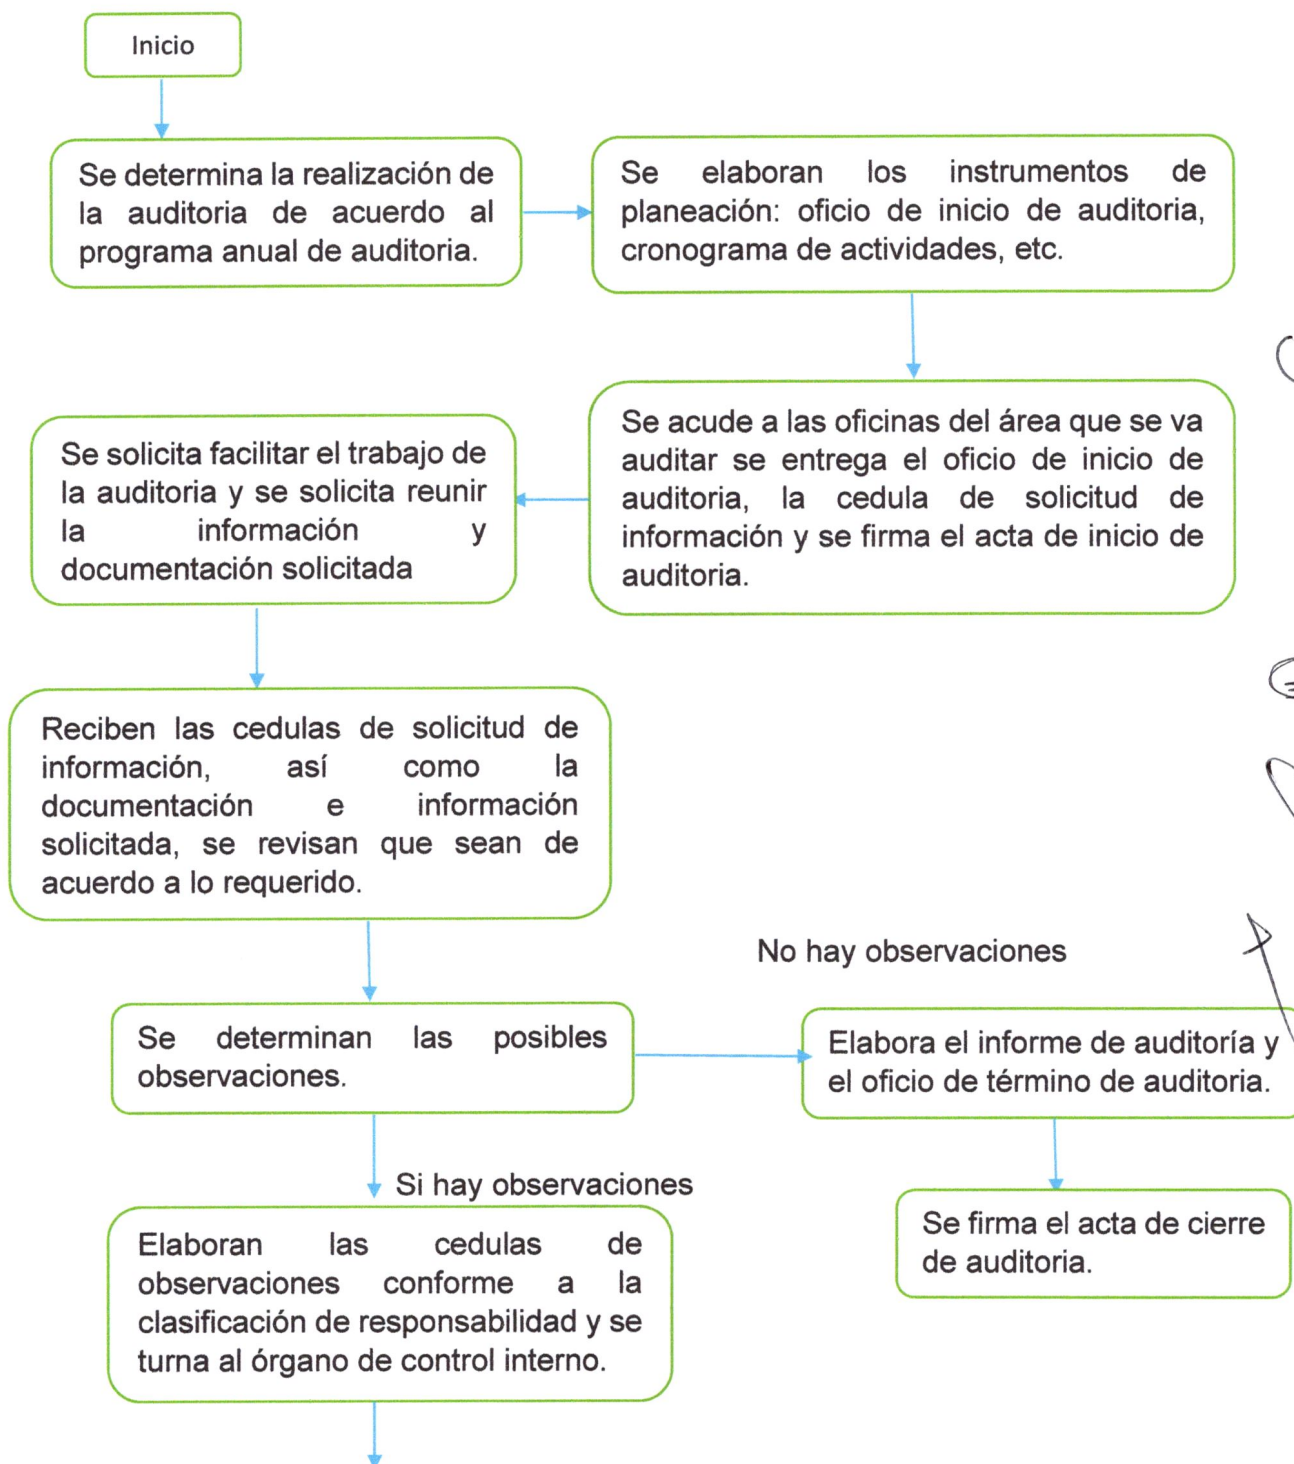 Inicio
Se determina la realización de
la auditoria de acuerdo al
programa anual de auditoria.
Se elaboran los instrumentos de
planeación: oficio de inicio de auditoria,
cronograma de actividades, etc.
Se acude a las oficinas del área que se va
auditar se entrega el oficio de inicio de
auditoria, la cedula de solicitud de
información y se firma el acta de inicio de
auditoria.
Se solicita facilitar el trabajo de
la auditoria y se solicita reunir
la información y
documentación solicitada
Reciben las cedulas de solicitud de
información, así como la
documentación e información
solicitada, se revisan que sean de
acuerdo a lo requerido.
Se determinan las posibles
observaciones.
No hay observaciones
Elabora el informe de auditoría y
el oficio de término de auditoria.
Se firma el acta de cierre
de auditoria.
Si hay observaciones
Elaboran las cedulas de
observaciones conforme a la
clasificación de responsabilidad y se
turna al órgano de control interno.